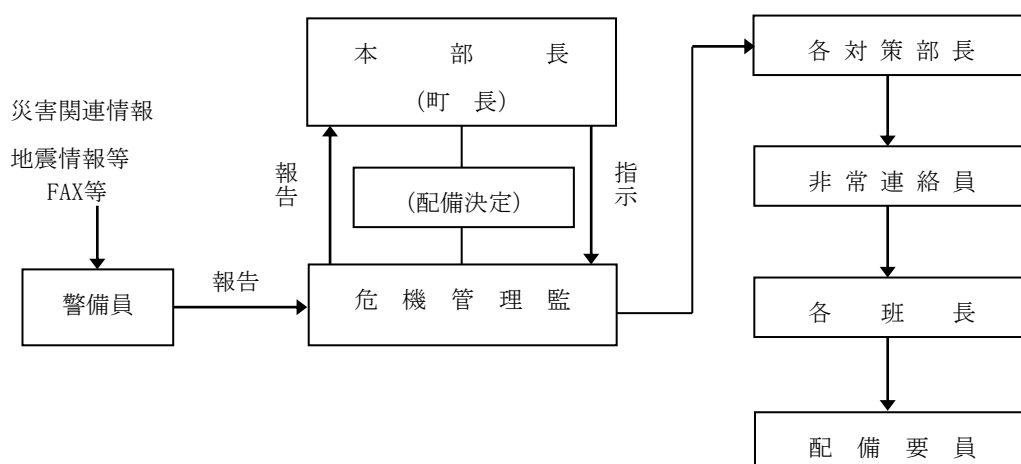 災害関連情報
地震情報等
FAX等
警備員
報告
本部長
(町長)
報告
(配備決定)
指示
危機管理監
各対策部長
非常連絡員
各班長
配備要員